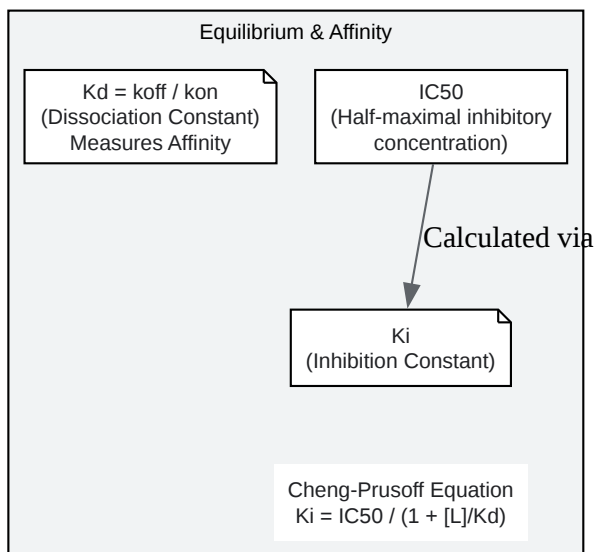 Equilibrium & Affinity
Kd = koff / kon
(Dissociation Constant)
Measures Affinity
IC50
(Half-maximal inhibitory
concentration)
Calculated via
Ki
(Inhibition Constant)
Cheng-Prusoff Equation
Ki = IC50 / (1 + [L]/Kd)